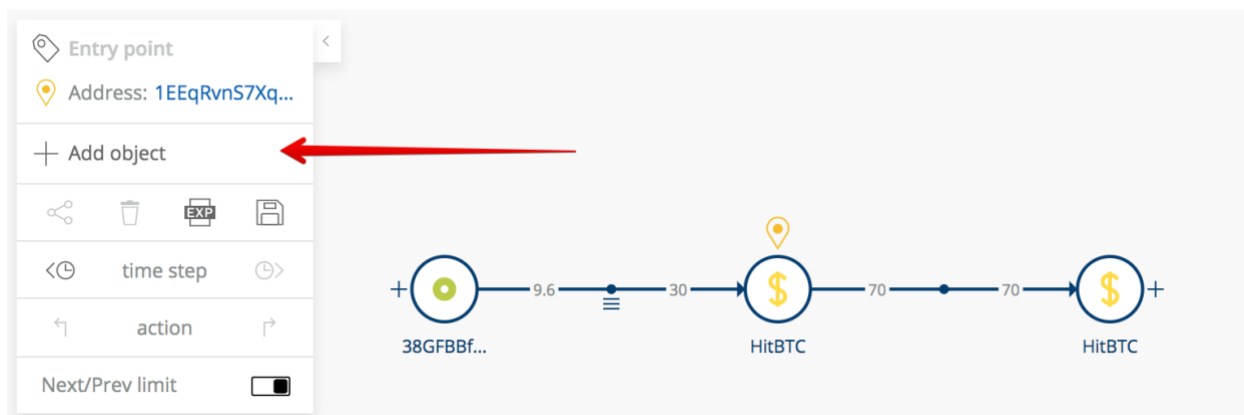 Entry point
Address: 1EEqRvnS7Xq...
Add object
EXP
time step
action
Next/Prev limit
9.6 30 70 70
38GFBBf... HitBTC HitBTC